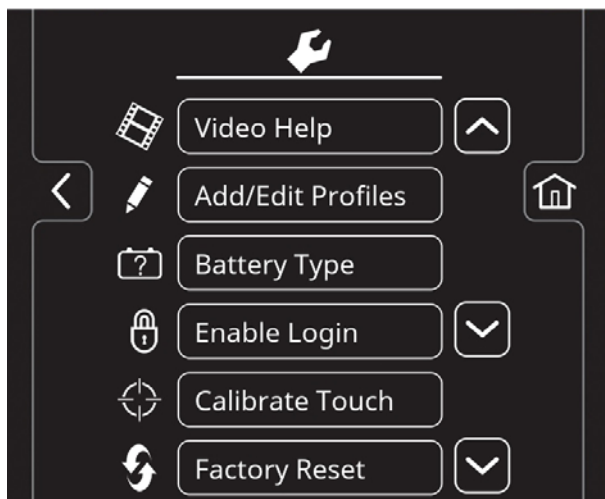 Video Help
Add/Edit Profiles
?
Battery Type
Enable Login
Calibrate Touch
Factory Reset